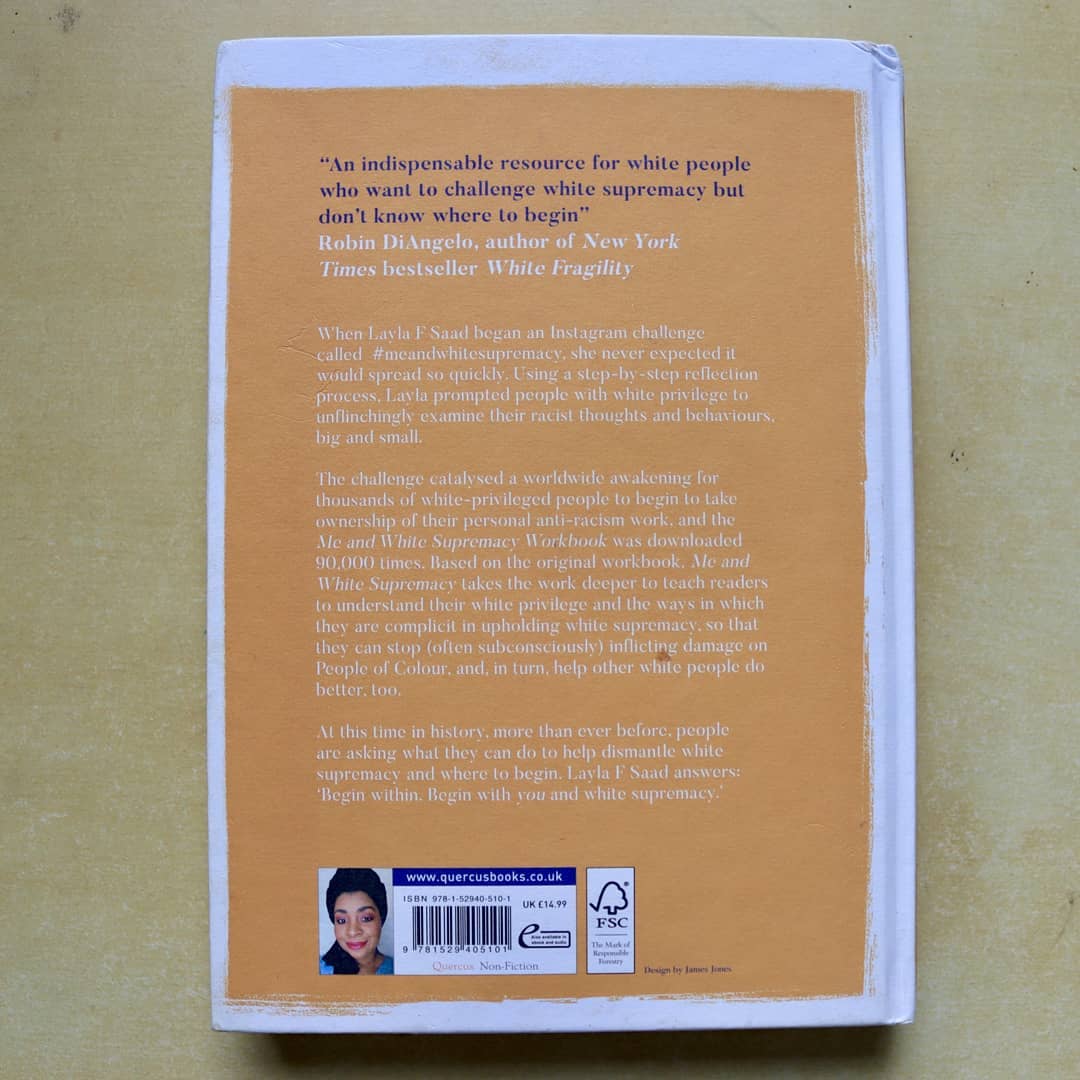 “An indispensable resource for white people
who want to challenge white supremacy but
don’t know where to begin”
Robin DiAngelo, author of New York
Times bestseller White Fragility
When Layla F Saad began an Instagram challenge
called #meandwhitesupremacy, she never expected it
would spread so quickly. Using a step-by-step reflection
process, Layla prompted people with white privilege to
unflinchingly examine their racist thoughts and behaviours,
big and small.
The challenge catalysed a worldwide awakening for
thousands of white-privileged people to begin to take
ownership of their personal anti-racism work, and the
Me and White Supremacy Workbook was downloaded
90,000 times. Based on the original workbook, Me and
White Supremacy takes the work deeper to teach readers
to understand their white privilege and the ways in which
they are complicit in upholding white supremacy, so that
they can stop (often subconsciously) inflicting damage on
People of Colour, and, in turn, help other white people do
better, too.
At this time in history, more than ever before, people
are asking what they can do to help dismantle white
supremacy and where to begin. Layla F Saad answers:
‘Begin within. Begin with you and white supremacy.’
www.quercusbooks.co.uk
ISBN 978-1-52940-510-1
UK £14.99
9 781529 405101
e
Also available in
ebook and audio
Quercus Non-Fiction
FSC
The Mark of
Responsible
Forestry
Design by James Jones